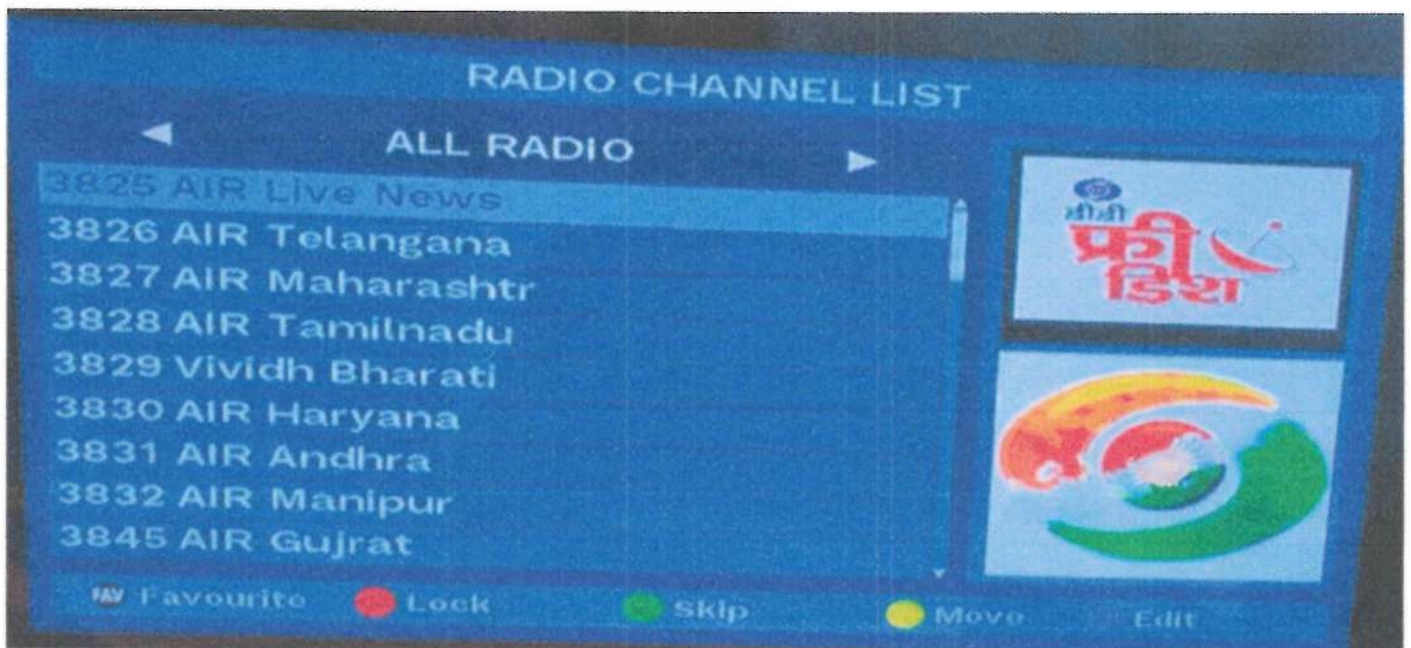 RADIO CHANNEL LIST
ALL RADIO
3825 AIR Live News
3826 AIR Telangana
3827 AIR Maharashtr
3828 AIR Tamilnadu
3829 Vividh Bharati
3830 AIR Haryana
3831 AIR Andhra
3832 AIR Manipur
3845 AIR Gujrat
डीडी
फ्री
डिश
FAV Favourite Lock Skip Move Edit